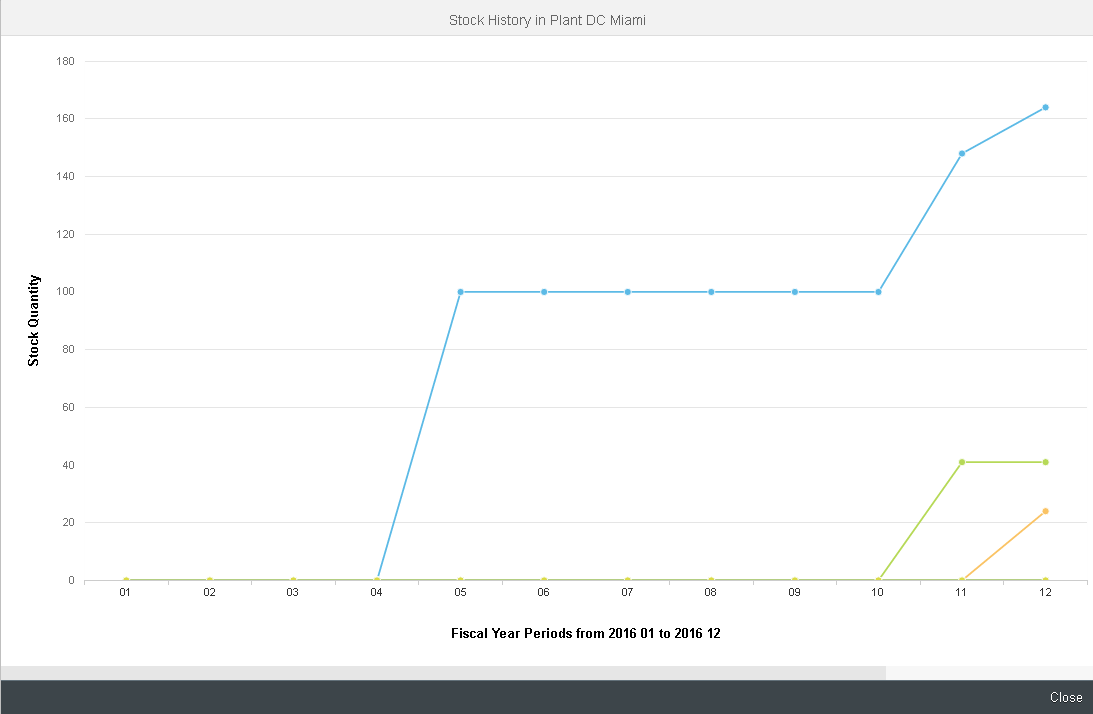 Stock History in Plant DC Miami
180
160
140
120
100
80
60
40
20
0
Stock Quantity
01 02 03 04 05 06 07 08 09 10 11 12
Fiscal Year Periods from 2016 01 to 2016 12
Close